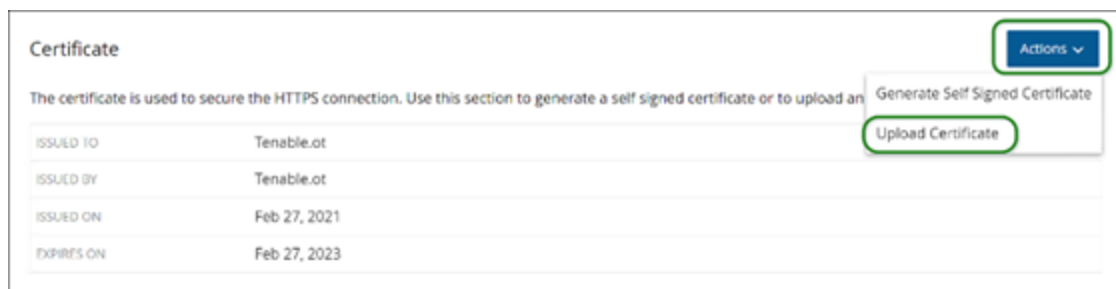 Certificate
Actions
The certificate is used to secure the HTTPS connection. Use this section to generate a self signed certificate or to upload an
Generate Self Signed Certificate
Upload Certificate
ISSUED TO Tenable.ot
ISSUED BY Tenable.ot
ISSUED ON Feb 27, 2021
EXPIRES ON Feb 27, 2023